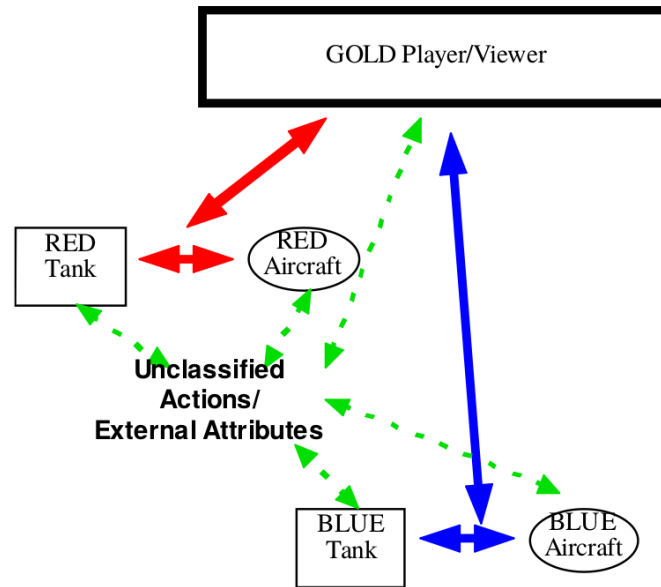 GOLD Player/Viewer
RED
Tank
RED
Aircraft
Unclassified
Actions/
External Attributes
BLUE
Tank
BLUE
Aircraft